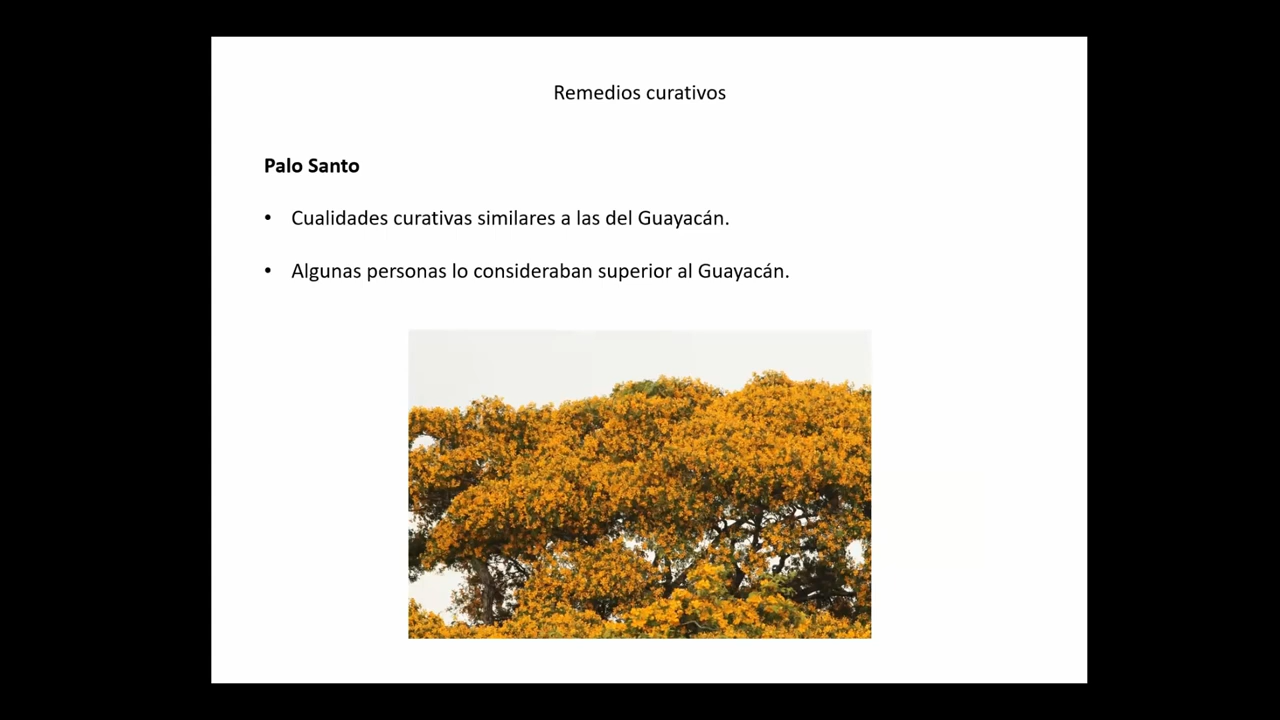 Remedios curativos
Palo Santo
• Cualidades curativas similares a las del Guayacán.
• Algunas personas lo consideraban superior al Guayacán.